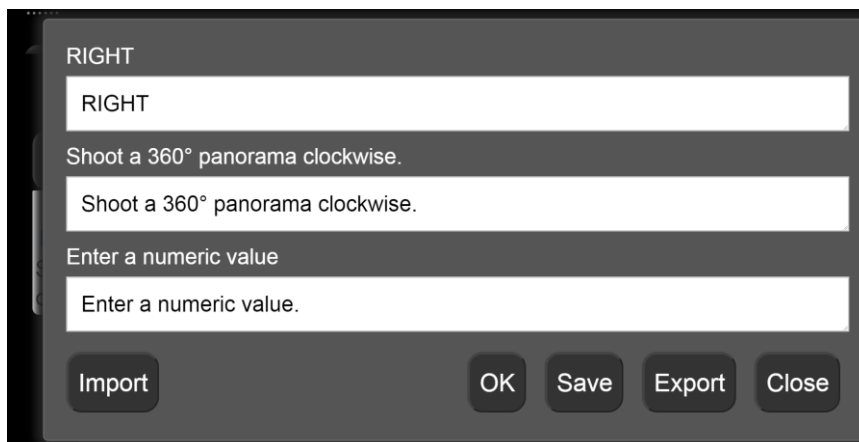 RIGHT
RIGHT
Shoot a 360° panorama clockwise.
Shoot a 360° panorama clockwise.
Enter a numeric value
Enter a numeric value.
Import OK Save Export Close